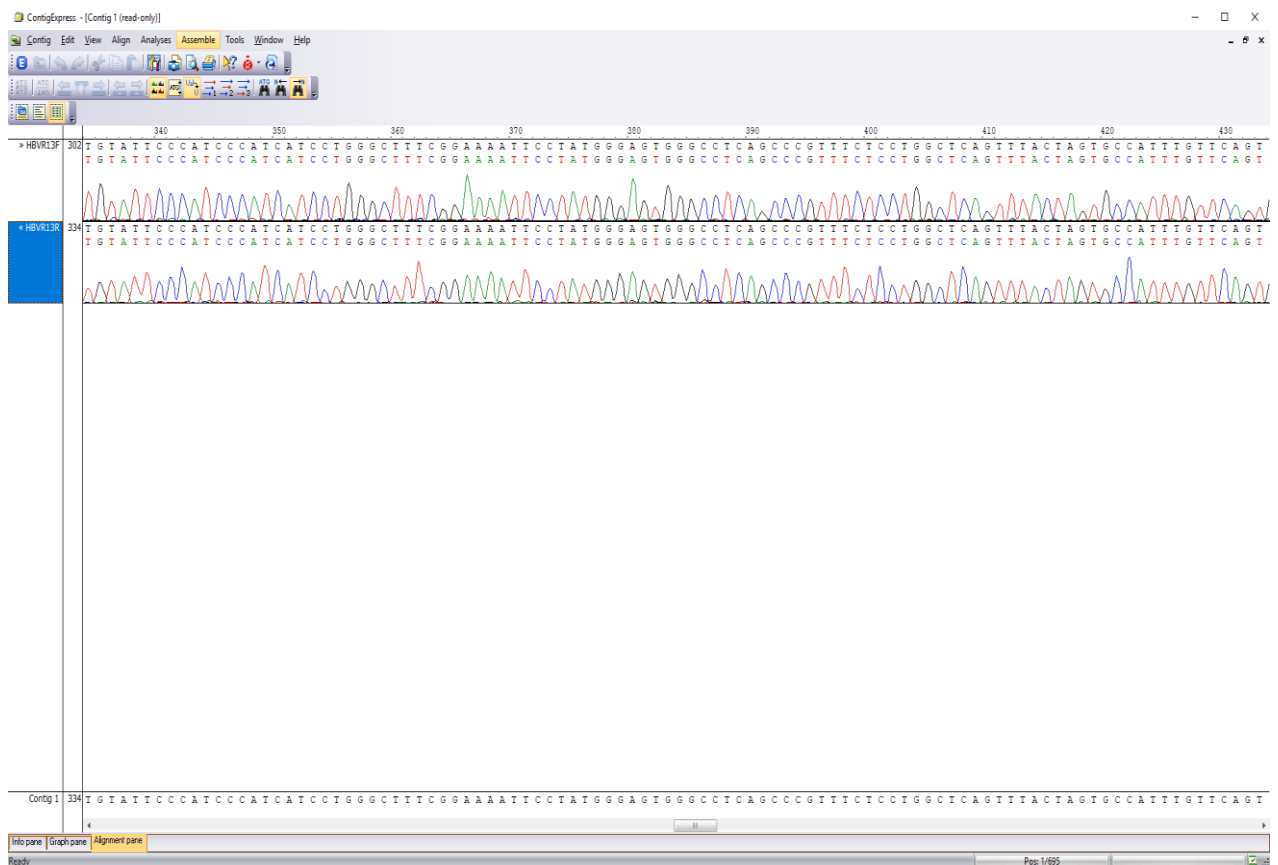 ContigExpress - [Contig 1 (read-only)]
Contig Edit View Align Analyses Assemble Tools Window Help
340 350 360 370 380 390 400 410 420 430
» HBVR13F 302 T G T A T T C C C A T C C C A T C A T C C T G G G C T T T C G G A A A A T T C C T A T G G G A G T G G G C C T C A G C C C G T T T C T C C T G G C T C A G T T T A C T A G T G C C A T T T G T T C A G T
T G T A T T C C C A T C C C A T C A T C C T G G G C T T T C G G A A A A T T C C T A T G G G A G T G G G C C T C A G C C C G T T T C T C C T G G C T C A G T T T A C T A G T G C C A T T T G T T C A G T
« HBVR13R 334 T G T A T T C C C A T C C C A T C A T C C T G G G C T T T C G G A A A A T T C C T A T G G G A G T G G G C C T C A G C C C G T T T C T C C T G G C T C A G T T T A C T A G T G C C A T T T G T T C A G T
T G T A T T C C C A T C C C A T C A T C C T G G G C T T T C G G A A A A T T C C T A T G G G A G T G G G C C T C A G C C C G T T T C T C C T G G C T C A G T T T A C T A G T G C C A T T T G T T C A G T
Contig 1 334 T G T A T T C C C A T C C C A T C A T C C T G G G C T T T C G G A A A A T T C C T A T G G G A G T G G G C C T C A G C C C G T T T C T C C T G G C T C A G T T T A C T A G T G C C A T T T G T T C A G T
Info pane Graph pane Alignment pane
Ready Pos: 1/695